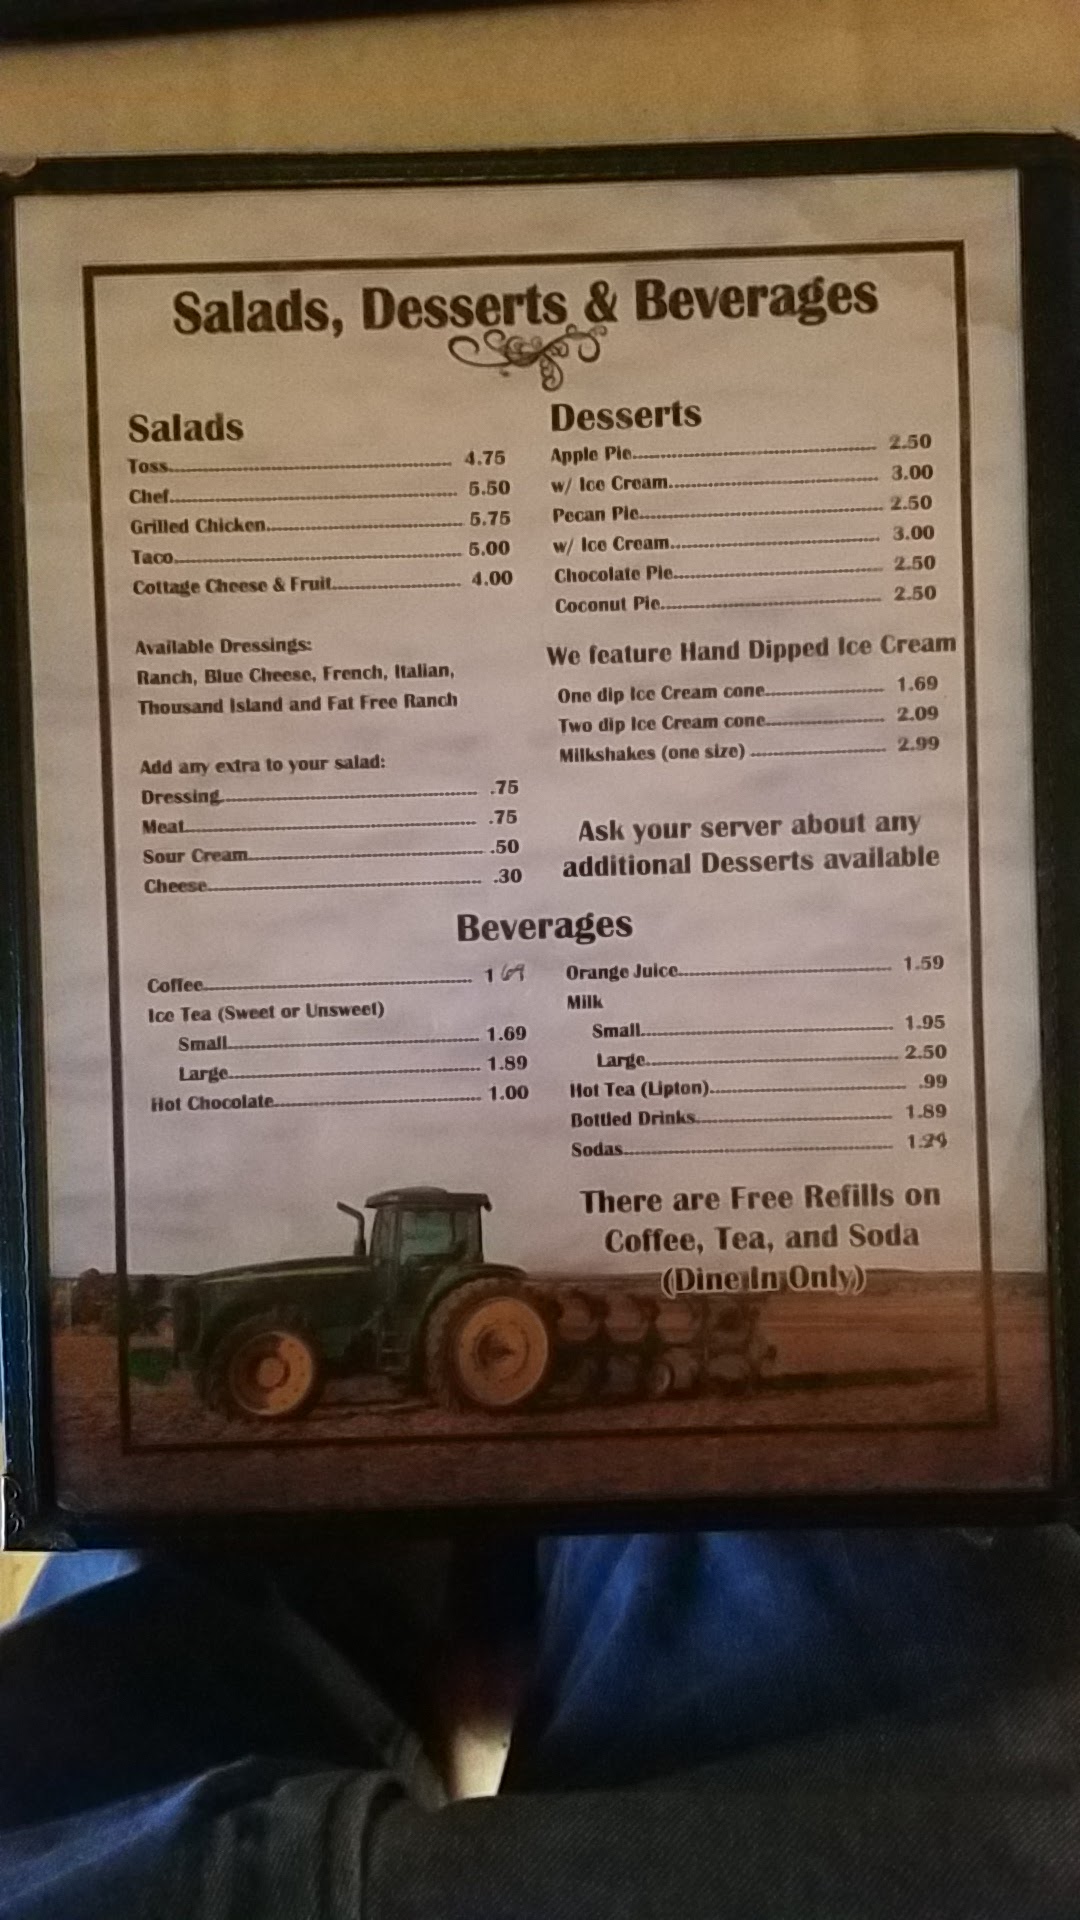 Salads, Desserts & Beverages
Salads
Toss 4.75
Chef 5.50
Grilled Chicken 5.75
Taco 5.00
Cottage Cheese & Fruit 4.00
Available Dressings:
Ranch, Blue Cheese, French, Italian,
Thousand Island and Fat Free Ranch
Add any extra to your salad:
Dressing .75
Meat .75
Sour Cream .50
Cheese .30
Desserts
Apple Pie 2.50
w/ Ice Cream 3.00
Pecan Pie 2.50
w/ Ice Cream 3.00
Chocolate Pie 2.50
Coconut Pie 2.50
We feature Hand Dipped Ice Cream
One dip Ice Cream cone 1.69
Two dip Ice Cream cone 2.09
Milkshakes (one size) 2.99
Ask your server about any
additional Desserts available
Beverages
Coffee 1 69
Ice Tea (Sweet or Unsweet)
Small 1.69
Large 1.89
Hot Chocolate 1.00
Orange Juice 1.59
Milk
Small 1.95
Large 2.50
Hot Tea (Lipton) .99
Bottled Drinks 1.89
Sodas
There are Free Refills on
Coffee, Tea, and Soda
(Dine In Only)